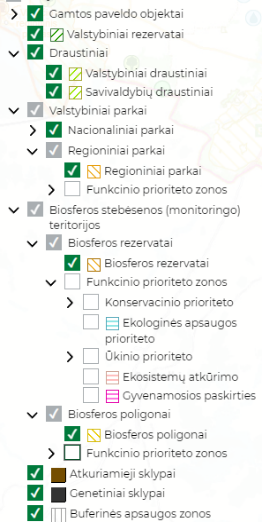 Gamtos paveldo objektai
Valstybiniai rezervatai
Draustiniai
Valstybiniai draustiniai
Savivaldybių draustiniai
Valstybiniai parkai
Nacionaliniai parkai
Regioniniai parkai
Regioniniai parkai
Funkcinio prioriteto zonos
Biosferos stebėsenos (monitoringo)
teritorijos
Biosferos rezervatai
Biosferos rezervatai
Funkcinio prioriteto zonos
Konservacinio prioriteto
Ekologinės apsaugos
prioriteto
Ūkinio prioriteto
Ekosistemų atkūrimo
Gyvenamosios paskirties
Biosferos poligonai
Biosferos poligonai
Funkcinio prioriteto zonos
Atkuriamieji sklypai
Genetiniai sklypai
Buferinės apsaugos zonos